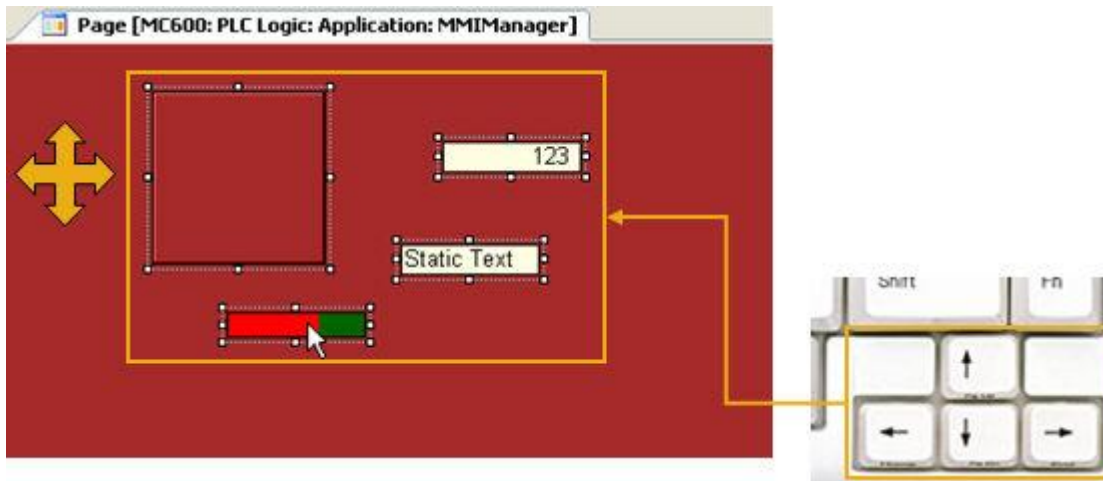 Page [MC600: PLC Logic: Application: MMIManager]
123
Static Text
Shift
Fn